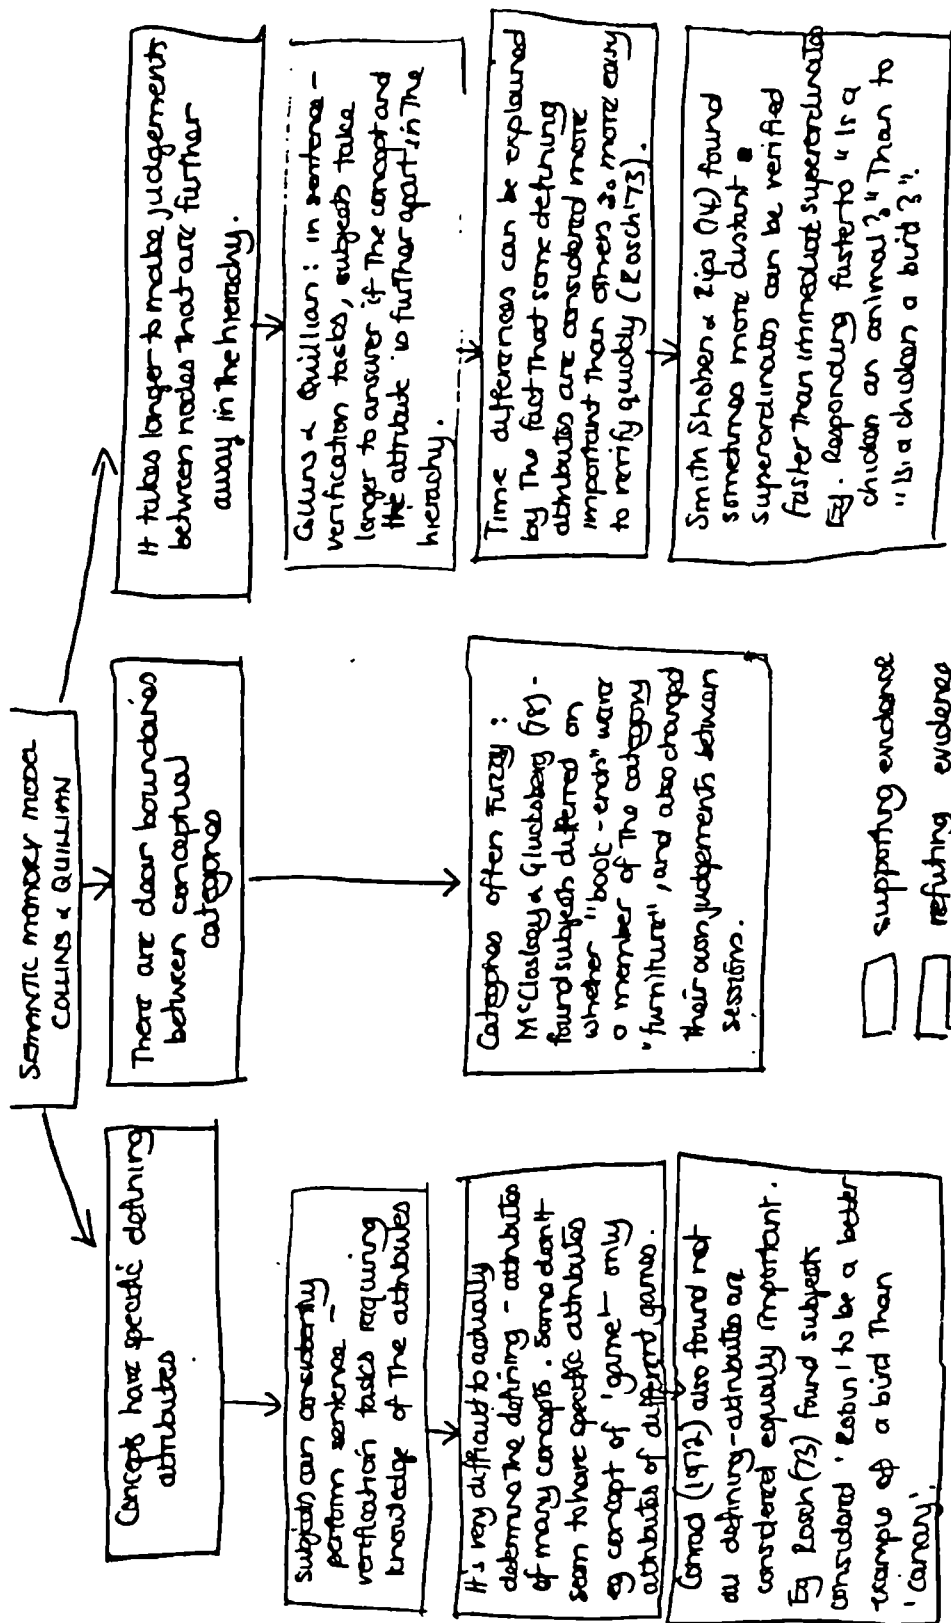 SEMANTIC MEMORY MODEL
COLLINS & QUILLIAN
Concepts have specific defining
attributes
Subjects can consistently
perform sentence -
verification tasks requiring
knowledge of the attributes
It's very difficult to actually
determine the defining - attributes
of many concepts. Some don't
seem to have specific attributes
eg concept of 'game' - only
attributes of different games.
Conrad (1972) also found not
all defining-attributes are
considered equally important.
Eg Rosch (73) found subjects
considered 'Robin' to be a better
example of a bird than
'canary'.
There are clear boundaries
between conceptual
categories
Categories often fuzzy:
McCloskey & Glucksberg (78) -
found subjects differed on
whether "book-ends" were
a member of the category
"furniture", and also changed
their own judgements between
sessions.
It takes longer to make judgements
between nodes that are further
away in the hierachy.
Collins & Quillian: in sentence -
verification tasks, subjects take
longer to answer if the concept and
the attribute is further apart in the
hierachy.
Time differences can be explained
by the fact that some defining
attributes are considered more
important than others so more easy
to verify quickly (Rosch '73).
Smith Shoben & Rips (74) found
sometimes more distant
superordinates can be verified
faster than immediate superordinates
Eg. Responding faster to "Is a
chicken an animal?" Than to
"Is a chicken a bird?".
supporting evidence
refuting evidence